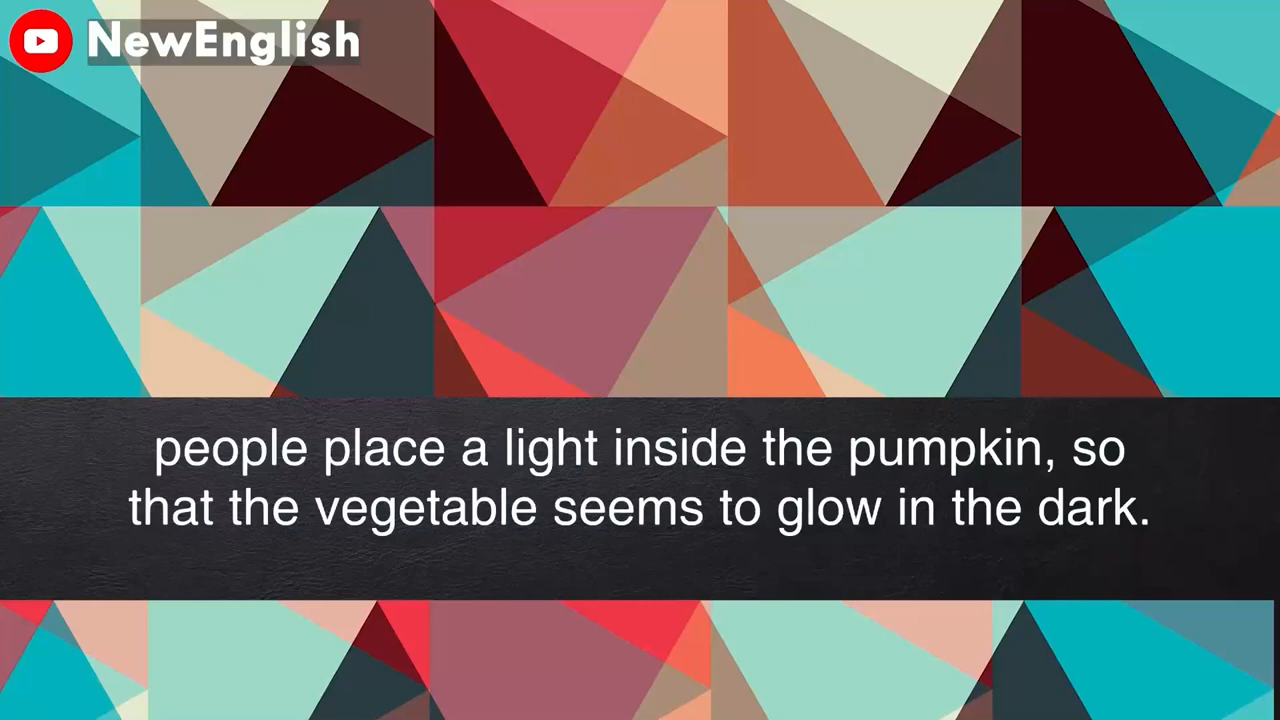 NewEnglish
people place a light inside the pumpkin, so
that the vegetable seems to glow in the dark.